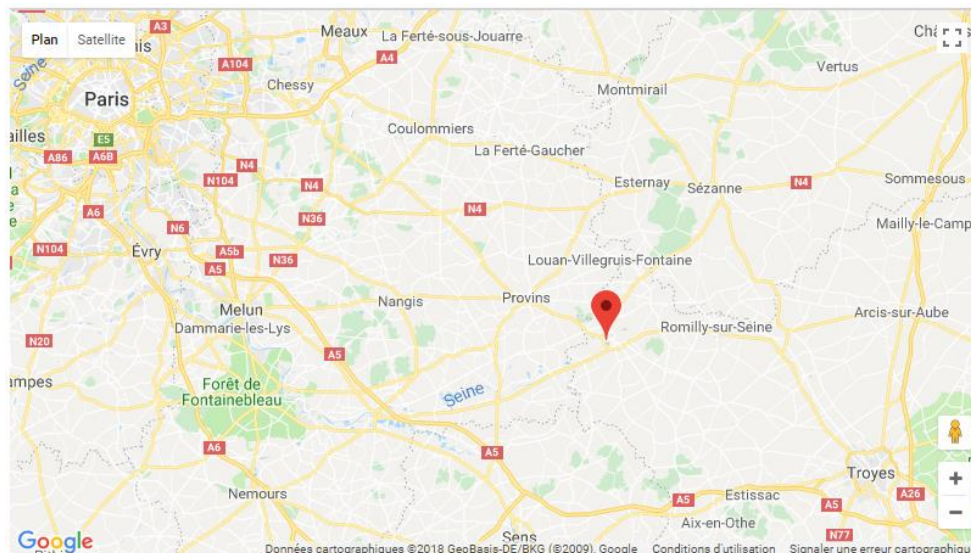 Plan Satellite
A3
Meaux
La Ferté-sous-Jouarre
A104
A4
Vertus
Seine
Chessy
Montmirail
Paris
Coulommiers
E5
A86
A6B
La Ferté-Gaucher
N4
N104
N4
Esternay
Sézanne
N4
Sommesous
A6
N36
N4
Mailly-le-Camp
N6
N104
Évry
A5b
N36
A5
Louan-Villegruis-Fontaine
Melun
Nangis
Provins
Dammarie-les-Lys
Romilly-sur-Seine
Arcis-sur-Aube
N20
A5
Forêt de
Fontainebleau
Seine
A6
A5
Troyes
Nemours
A5
Estissac
A5
A26
Aix-en-Othe
Sens
N77
+
−
Google
Données cartographiques ©2018 GeoBasis-DE/BKG (©2009), Google Conditions d'utilisation Signaler une erreur cartographique